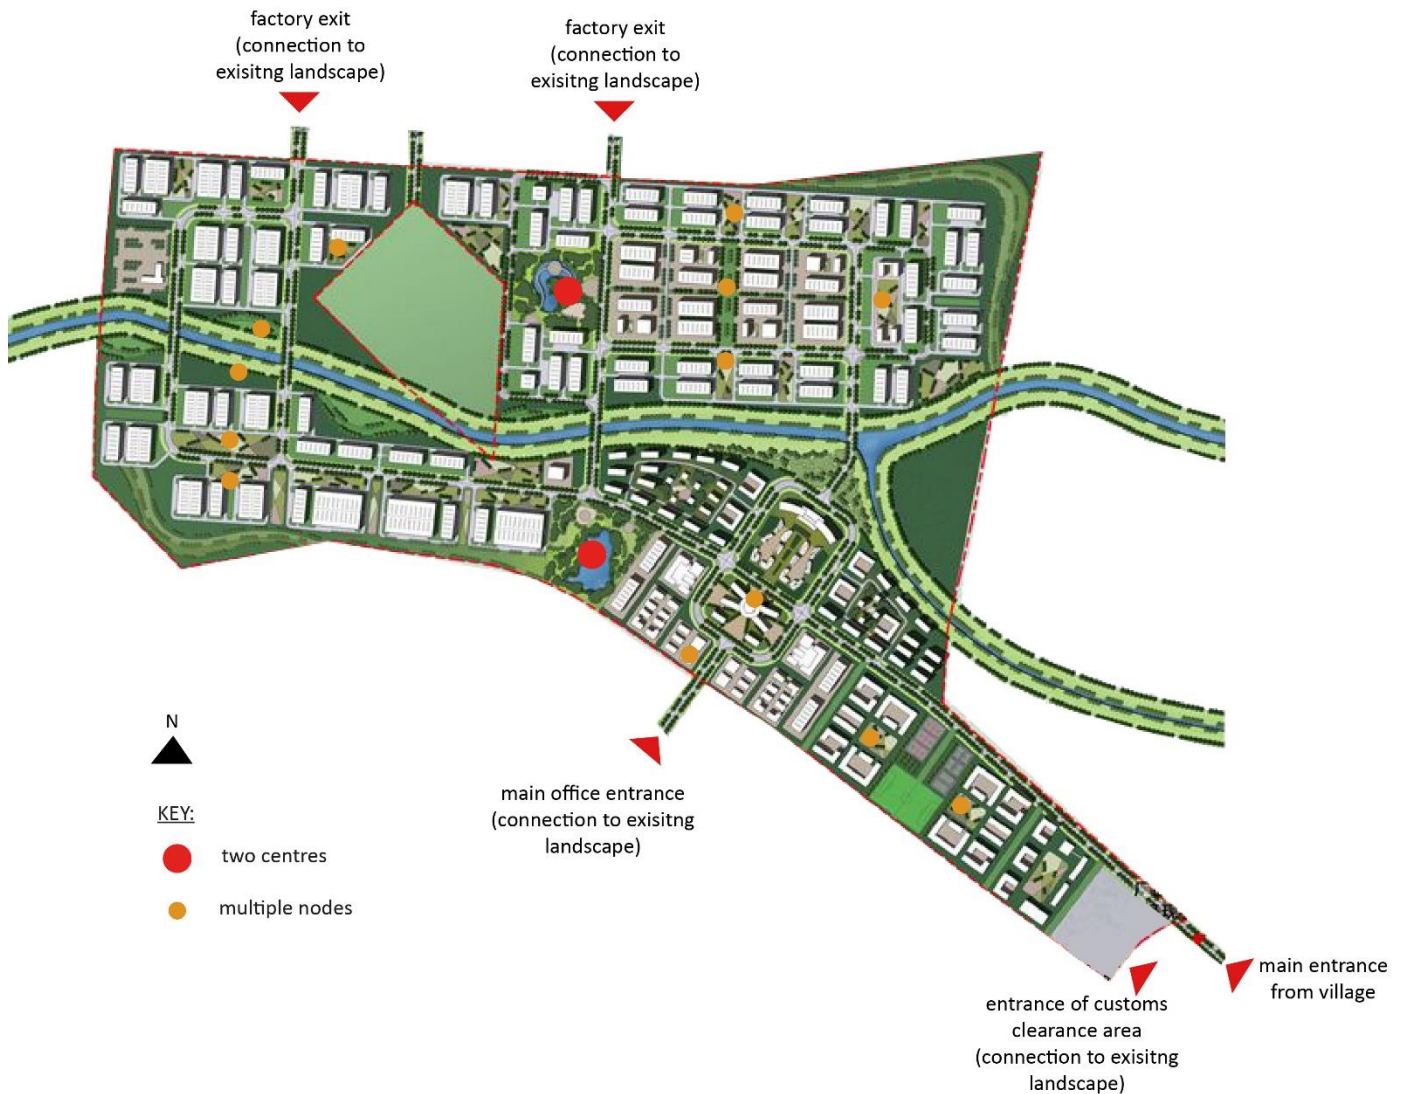 factory exit
(connection to
exisitng landscape)
factory exit
(connection to
exisitng landscape)
N
KEY:
two centres
multiple nodes
main office entrance
(connection to exisitng
landscape)
main entrance
from village
entrance of customs
clearance area
(connection to exisitng
landscape)